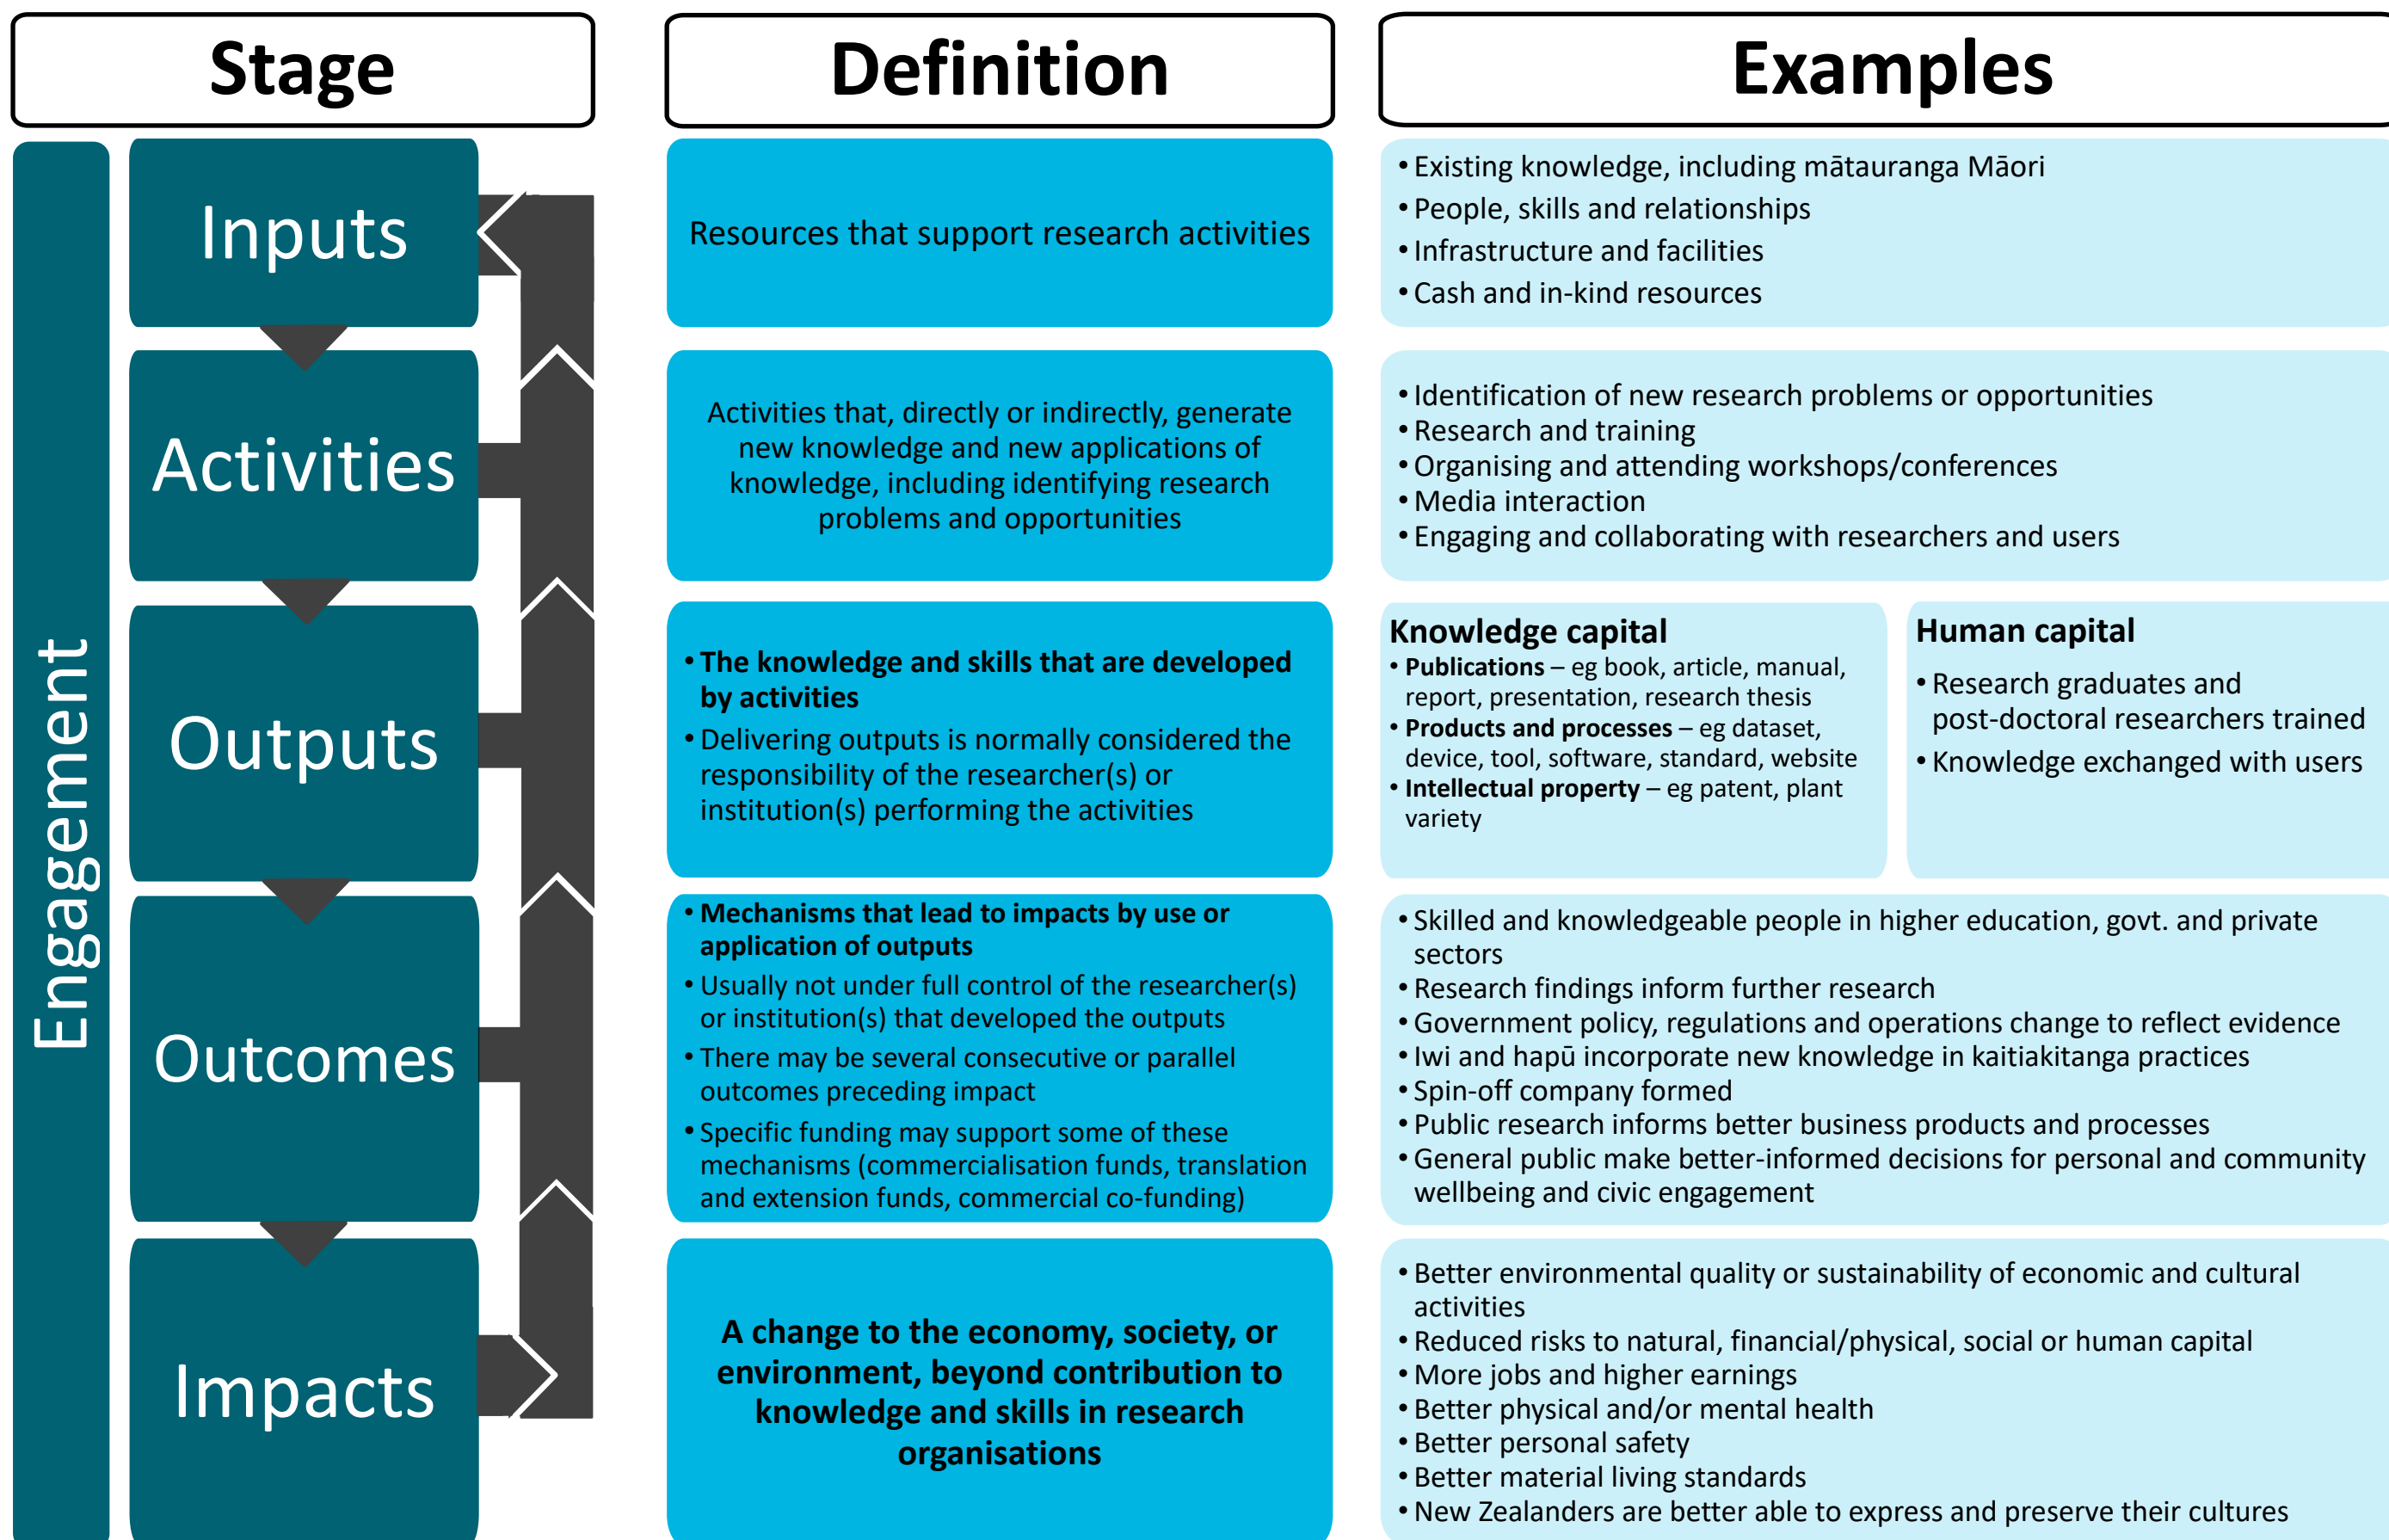 Stage
Definition
Examples
Engagement
Inputs
Resources that support research activities
• Existing knowledge, including mātauranga Māori
• People, skills and relationships
• Infrastructure and facilities
• Cash and in-kind resources
Activities
Activities that, directly or indirectly, generate
new knowledge and new applications of
knowledge, including identifying research
problems and opportunities
• Identification of new research problems or opportunities
• Research and training
• Organising and attending workshops/conferences
• Media interaction
• Engaging and collaborating with researchers and users
Outputs
• The knowledge and skills that are developed
by activities
• Delivering outputs is normally considered the
responsibility of the researcher(s) or
institution(s) performing the activities
Knowledge capital
• Publications – eg book, article, manual,
report, presentation, research thesis
• Products and processes – eg dataset,
device, tool, software, standard, website
• Intellectual property – eg patent, plant
variety
Human capital
• Research graduates and
post-doctoral researchers trained
• Knowledge exchanged with users
Outcomes
• Mechanisms that lead to impacts by use or
application of outputs
• Usually not under full control of the researcher(s)
or institution(s) that developed the outputs
• There may be several consecutive or parallel
outcomes preceding impact
• Specific funding may support some of these
mechanisms (commercialisation funds, translation
and extension funds, commercial co-funding)
• Skilled and knowledgeable people in higher education, govt. and private
sectors
• Research findings inform further research
• Government policy, regulations and operations change to reflect evidence
• Iwi and hapū incorporate new knowledge in kaitiakitanga practices
• Spin-off company formed
• Public research informs better business products and processes
• General public make better-informed decisions for personal and community
wellbeing and civic engagement
Impacts
A change to the economy, society, or
environment, beyond contribution to
knowledge and skills in research
organisations
• Better environmental quality or sustainability of economic and cultural
activities
• Reduced risks to natural, financial/physical, social or human capital
• More jobs and higher earnings
• Better physical and/or mental health
• Better personal safety
• Better material living standards
• New Zealanders are better able to express and preserve their cultures